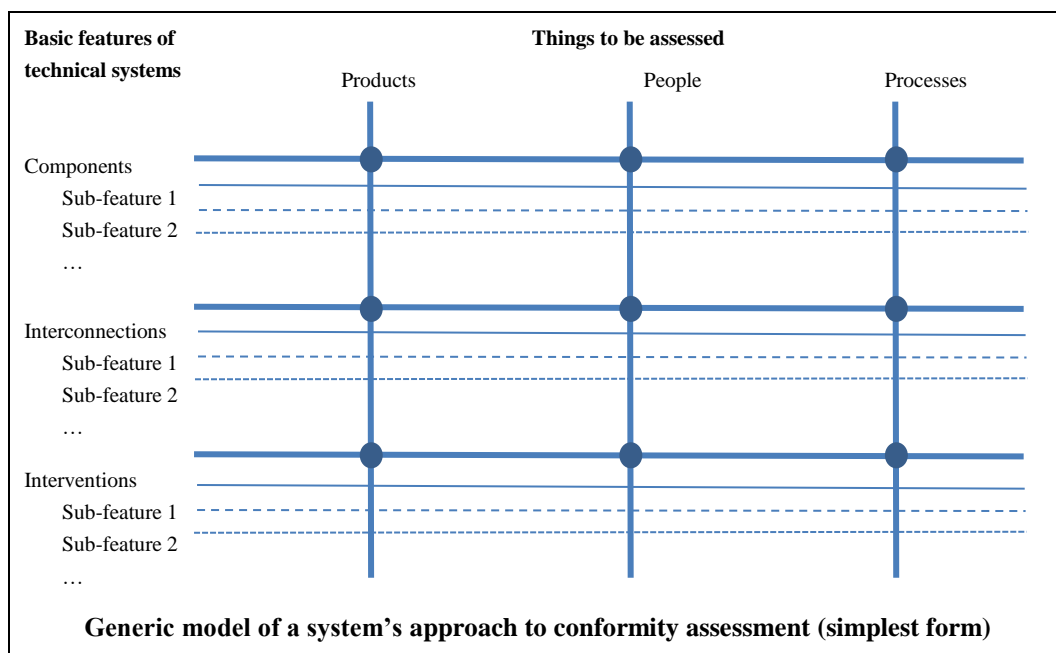 Basic features of
technical systems
Things to be assessed
Products
People
Processes
Components
Sub-feature 1
Sub-feature 2
…
Interconnections
Sub-feature 1
Sub-feature 2
…
Interventions
Sub-feature 1
Sub-feature 2
…
Generic model of a system’s approach to conformity assessment (simplest form)